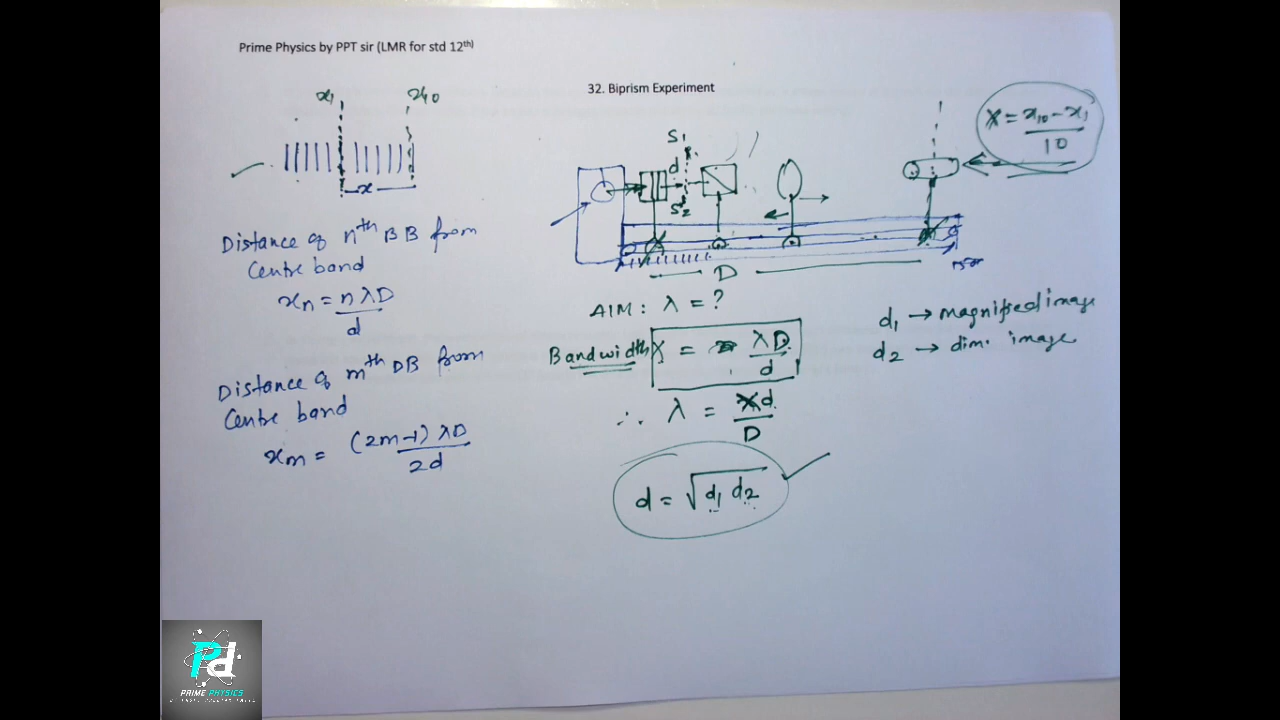 Prime Physics by PPT sir (LMR for std 12th)
32. Biprism Experiment
x1 x10
x
Distance of nth BB from
Centre band
xn = nλD
d
Distance of mth DB from
Centre band
xm = (2m-1) λD
2d
S1
d
S2
D
X = x10 - x1
10
AIM: λ = ?
Bandwidth X = λD
d
∴ λ = Xd
D
d = √d1 d2
d1 → magnified image
d2 → dim. image
Pd
PRIME PHYSICS